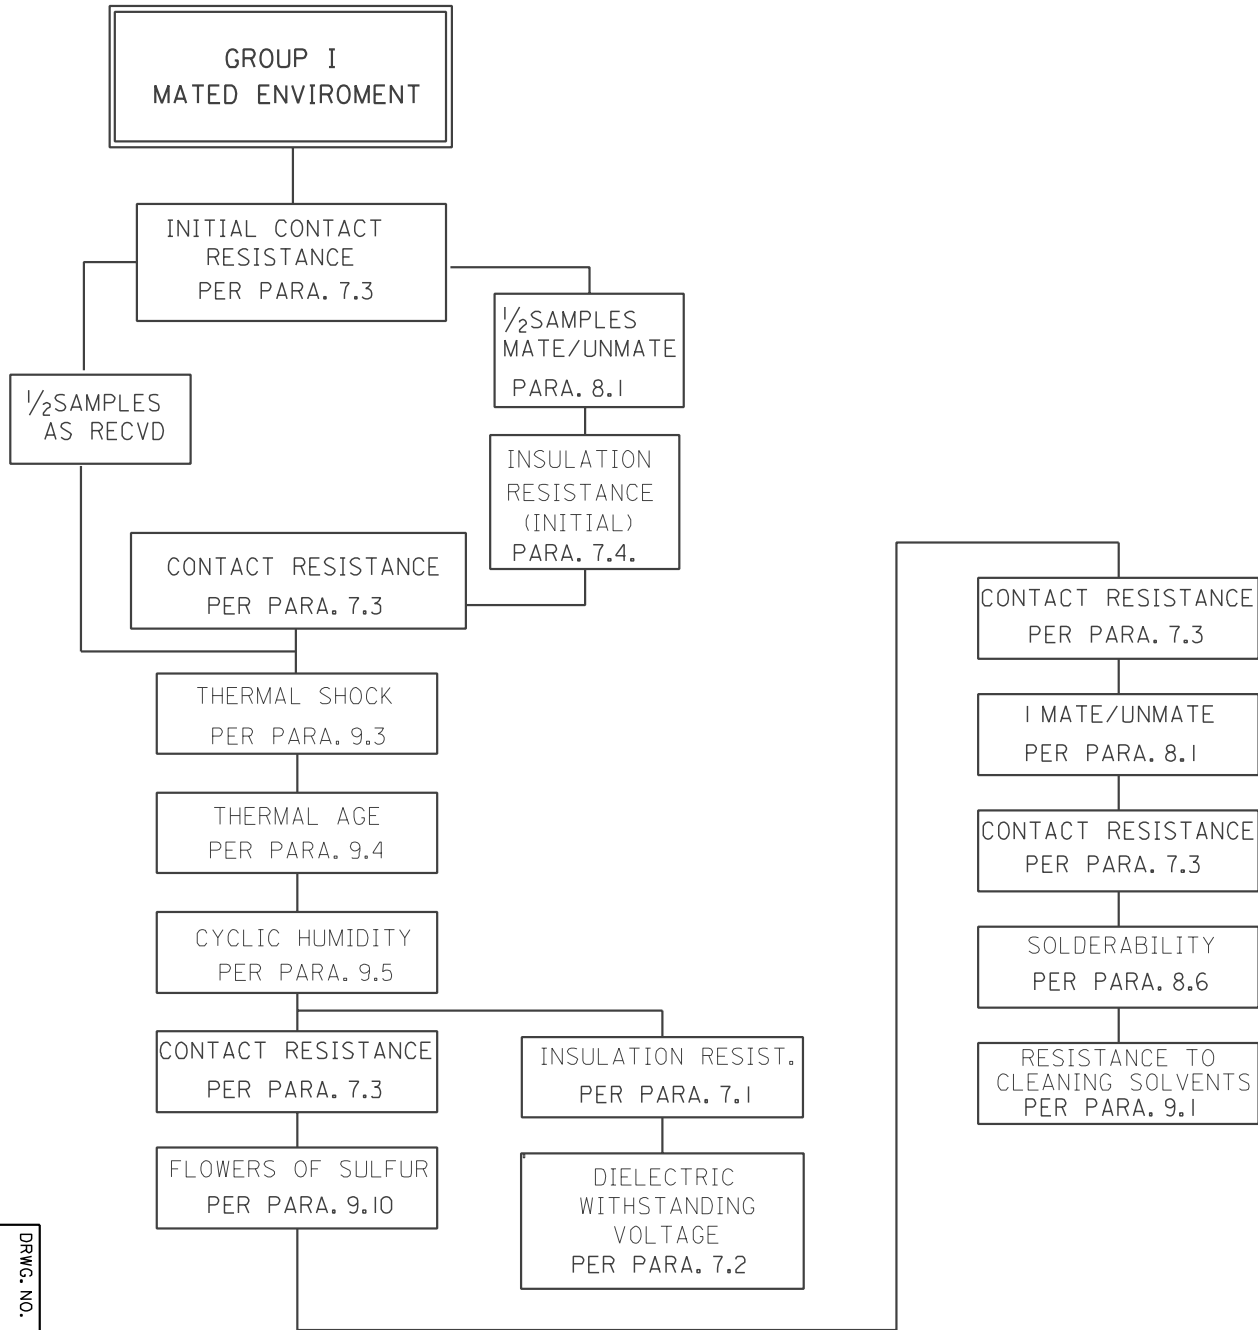 GROUP I
MATED ENVIROMENT
INITIAL CONTACT
RESISTANCE
PER PARA. 7.3
1/2 SAMPLES
MATE/UNMATE
PARA. 8.1
1/2 SAMPLES
AS RECVD
INSULATION
RESISTANCE
(INITIAL)
PARA. 7.4.
CONTACT RESISTANCE
PER PARA. 7.3
THERMAL SHOCK
PER PARA. 9.3
THERMAL AGE
PER PARA. 9.4
CYCLIC HUMIDITY
PER PARA. 9.5
CONTACT RESISTANCE
PER PARA. 7.3
FLOWERS OF SULFUR
PER PARA. 9.10
INSULATION RESIST.
PER PARA. 7.1
DIELECTRIC
WITHSTANDING
VOLTAGE
PER PARA. 7.2
CONTACT RESISTANCE
PER PARA. 7.3
1 MATE/UNMATE
PER PARA. 8.1
CONTACT RESISTANCE
PER PARA. 7.3
SOLDERABILITY
PER PARA. 8.6
RESISTANCE TO
CLEANING SOLVENTS
PER PARA. 9.1
DRWG. NO.